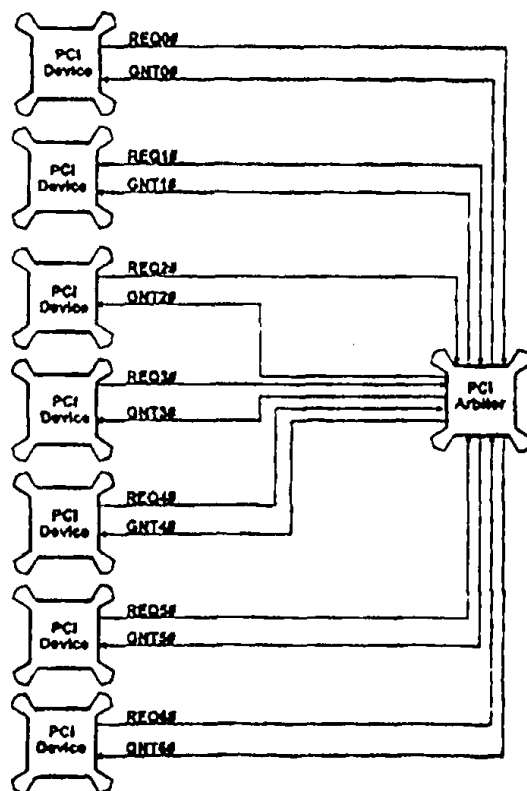 PCI
Device
REQ0#
GNT0#
PCI
Device
REQ1#
GNT1#
PCI
Device
REQ2#
GNT2#
PCI
Device
REQ3#
GNT3#
PCI
Arbiter
PCI
Device
REQ4#
GNT4#
PCI
Device
REQ5#
GNT5#
PCI
Device
REQ6#
GNT6#